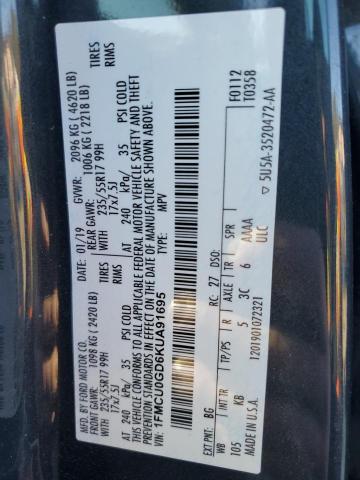 MFD. BY FORD MOTOR CO.
DATE: 01/19
GVWR: 2096 KG ( 4620 LB)
FRONT GAWR: 1098 KG ( 2420 LB)
REAR GAWR: 1006 KG ( 2218 LB)
WITH 235/55R17 99H TIRES
WITH 235/55R17 99H TIRES
17x7.5J RIMS
17x7.5J RIMS
AT 240 kPa/ 35 PSI COLD
AT 240 kPa/ 35 PSI COLD
THIS VEHICLE CONFORMS TO ALL APPLICABLE FEDERAL MOTOR VEHICLE SAFETY AND THEFT PREVENTION STANDARDS IN EFFECT ON THE DATE OF MANUFACTURE SHOWN ABOVE.
VIN: 1FMCU0GD6KUA91695
TYPE: MPV
F0112
T0358
EXT PNT: BG
RC: 27
DSO:
WB
TP/PS
R
AXLE
TR
SPR
105
KB
5
3C
6
AAAA
UTC
1201901072321
MADE IN U.S.A.
▽ 5U5A-3520472-AA